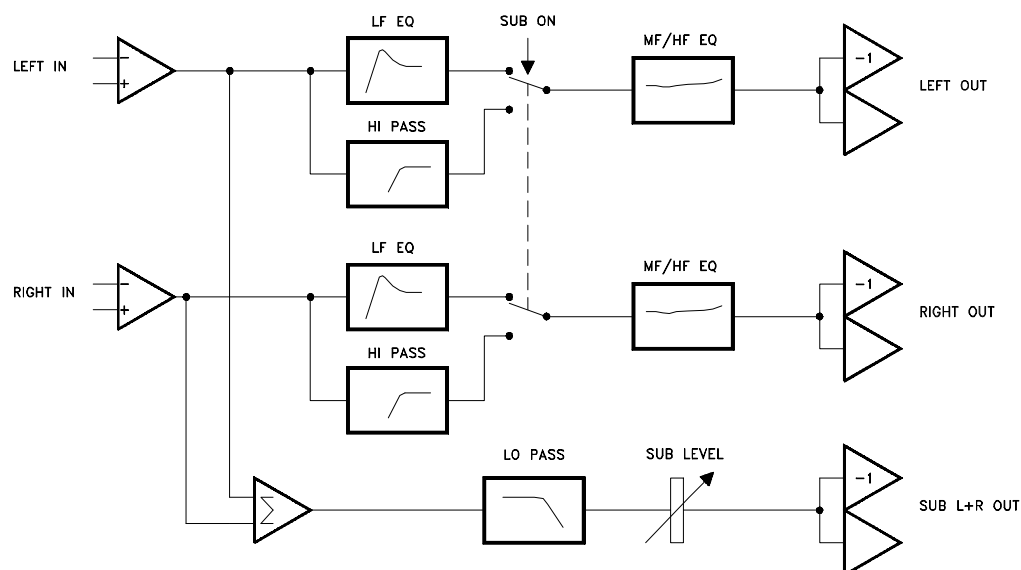 LF EQ
SUB ON
MF/HF EQ
LEFT IN
−
+
-1
LEFT OUT
HI PASS
LF EQ
MF/HF EQ
RIGHT IN
−
+
-1
RIGHT OUT
HI PASS
LO PASS
SUB LEVEL
Σ
-1
SUB L+R OUT